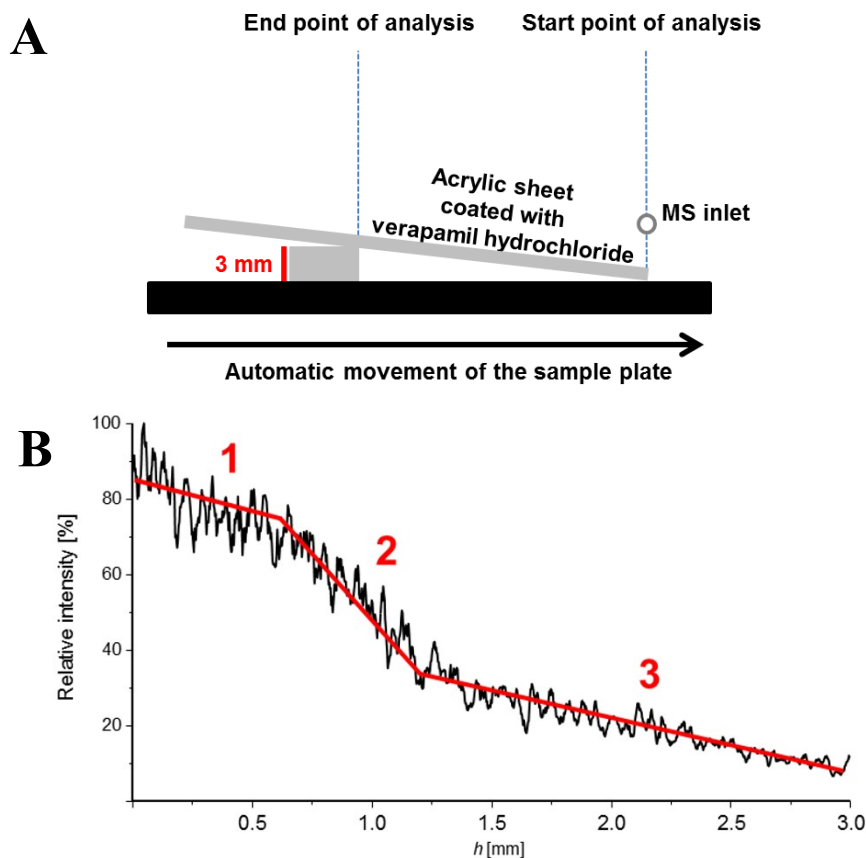 A
End point of analysis
Start point of analysis
Acrylic sheet
coated with
verapamil hydrochloride
MS inlet
3 mm
Automatic movement of the sample plate
B
Relative intensity [%]
100
80
60
40
20
1
2
3
0.5
1.0
1.5
2.0
2.5
3.0
h [mm]